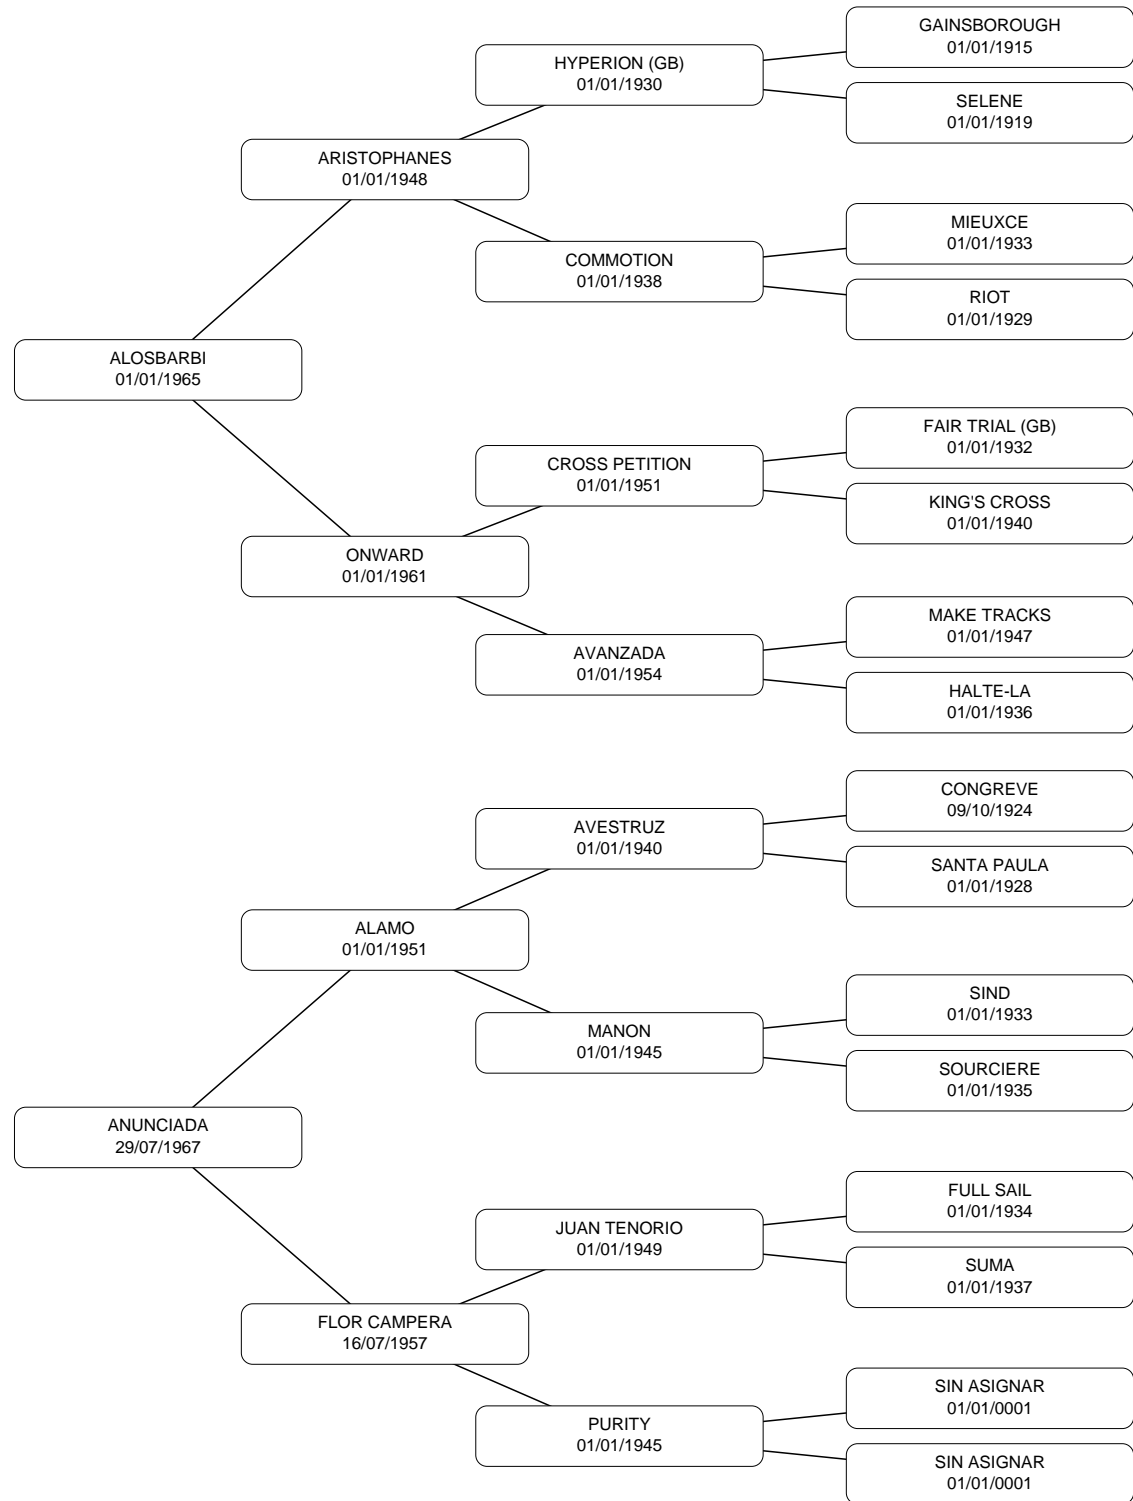 GAINSBOROUGH
01/01/1915
HYPERION (GB)
01/01/1930
SELENE
01/01/1919
ARISTOPHANES
01/01/1948
MIEUXCE
01/01/1933
COMMOTION
01/01/1938
RIOT
01/01/1929
ALOSBARBI
01/01/1965
FAIR TRIAL (GB)
01/01/1932
CROSS PETITION
01/01/1951
KING'S CROSS
01/01/1940
ONWARD
01/01/1961
MAKE TRACKS
01/01/1947
AVANZADA
01/01/1954
HALTE-LA
01/01/1936
CONGREVE
09/10/1924
AVESTRUZ
01/01/1940
SANTA PAULA
01/01/1928
ALAMO
01/01/1951
SIND
01/01/1933
MANON
01/01/1945
SOURCIERE
01/01/1935
ANUNCIADA
29/07/1967
FULL SAIL
01/01/1934
JUAN TENORIO
01/01/1949
SUMA
01/01/1937
FLOR CAMPERA
16/07/1957
SIN ASIGNAR
01/01/0001
PURITY
01/01/1945
SIN ASIGNAR
01/01/0001